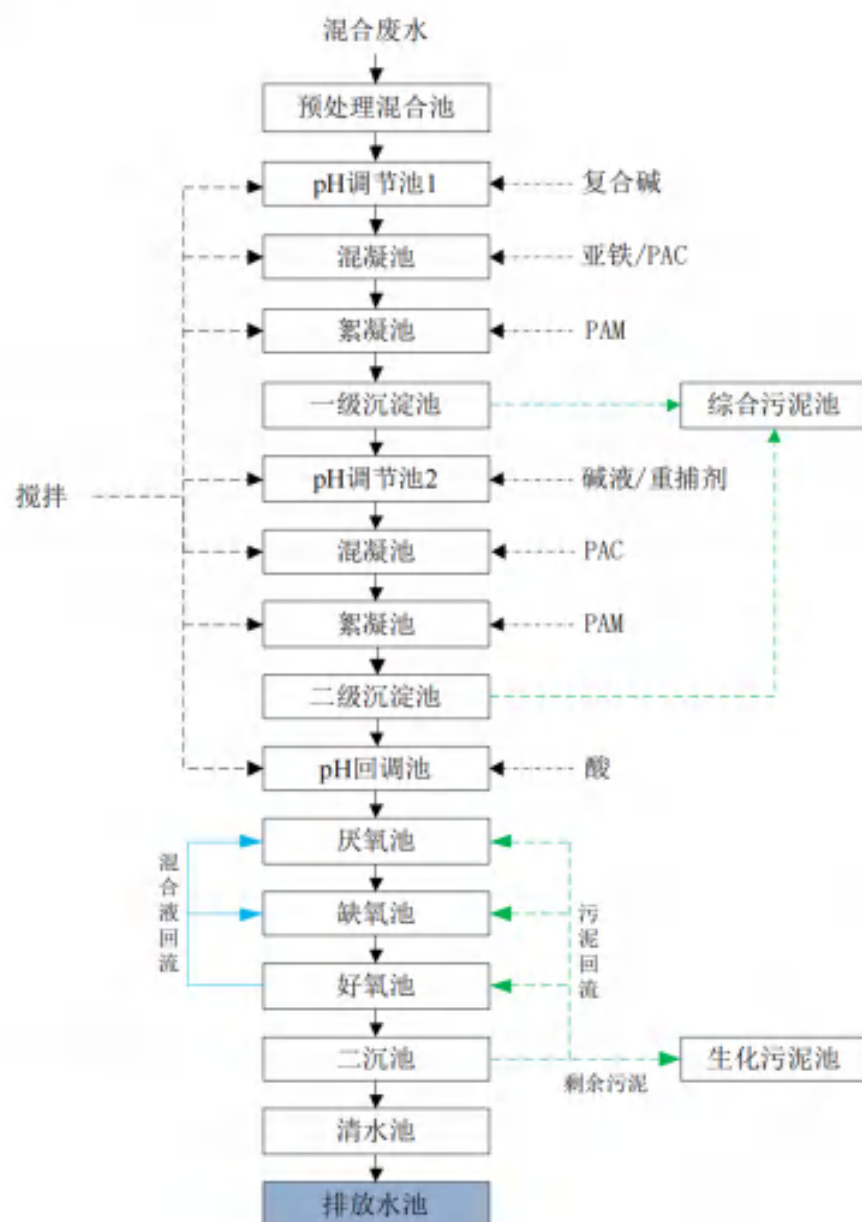 混合废水
预处理混合池
pH调节池1
复合碱
混凝池
亚铁/PAC
絮凝池
PAM
一级沉淀池
综合污泥池
pH调节池2
碱液/重捕剂
搅拌
混凝池
PAC
絮凝池
PAM
二级沉淀池
pH回调池
酸
厌氧池
混合液回流
缺氧池
污泥回流
好氧池
二沉池
生化污泥池
剩余污泥
清水池
排放水池